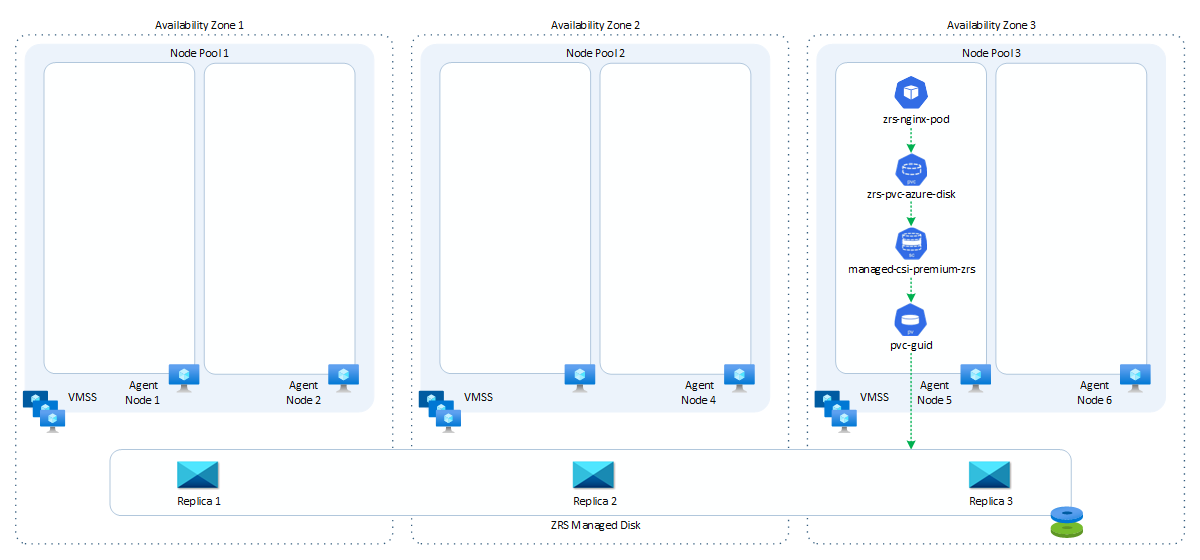 Availability Zone 1
Availability Zone 2
Availability Zone 3
Node Pool 1
Node Pool 2
Node Pool 3
zrs-nginx-pod
pvc
zrs-pvc-azure-disk
sc
managed-csi-premium-zrs
pv
pvc-guid
VMSS
Agent
Node 1
Agent
Node 2
VMSS
Agent
Node 4
VMSS
Agent
Node 5
Agent
Node 6
Replica 1
Replica 2
Replica 3
ZRS Managed Disk